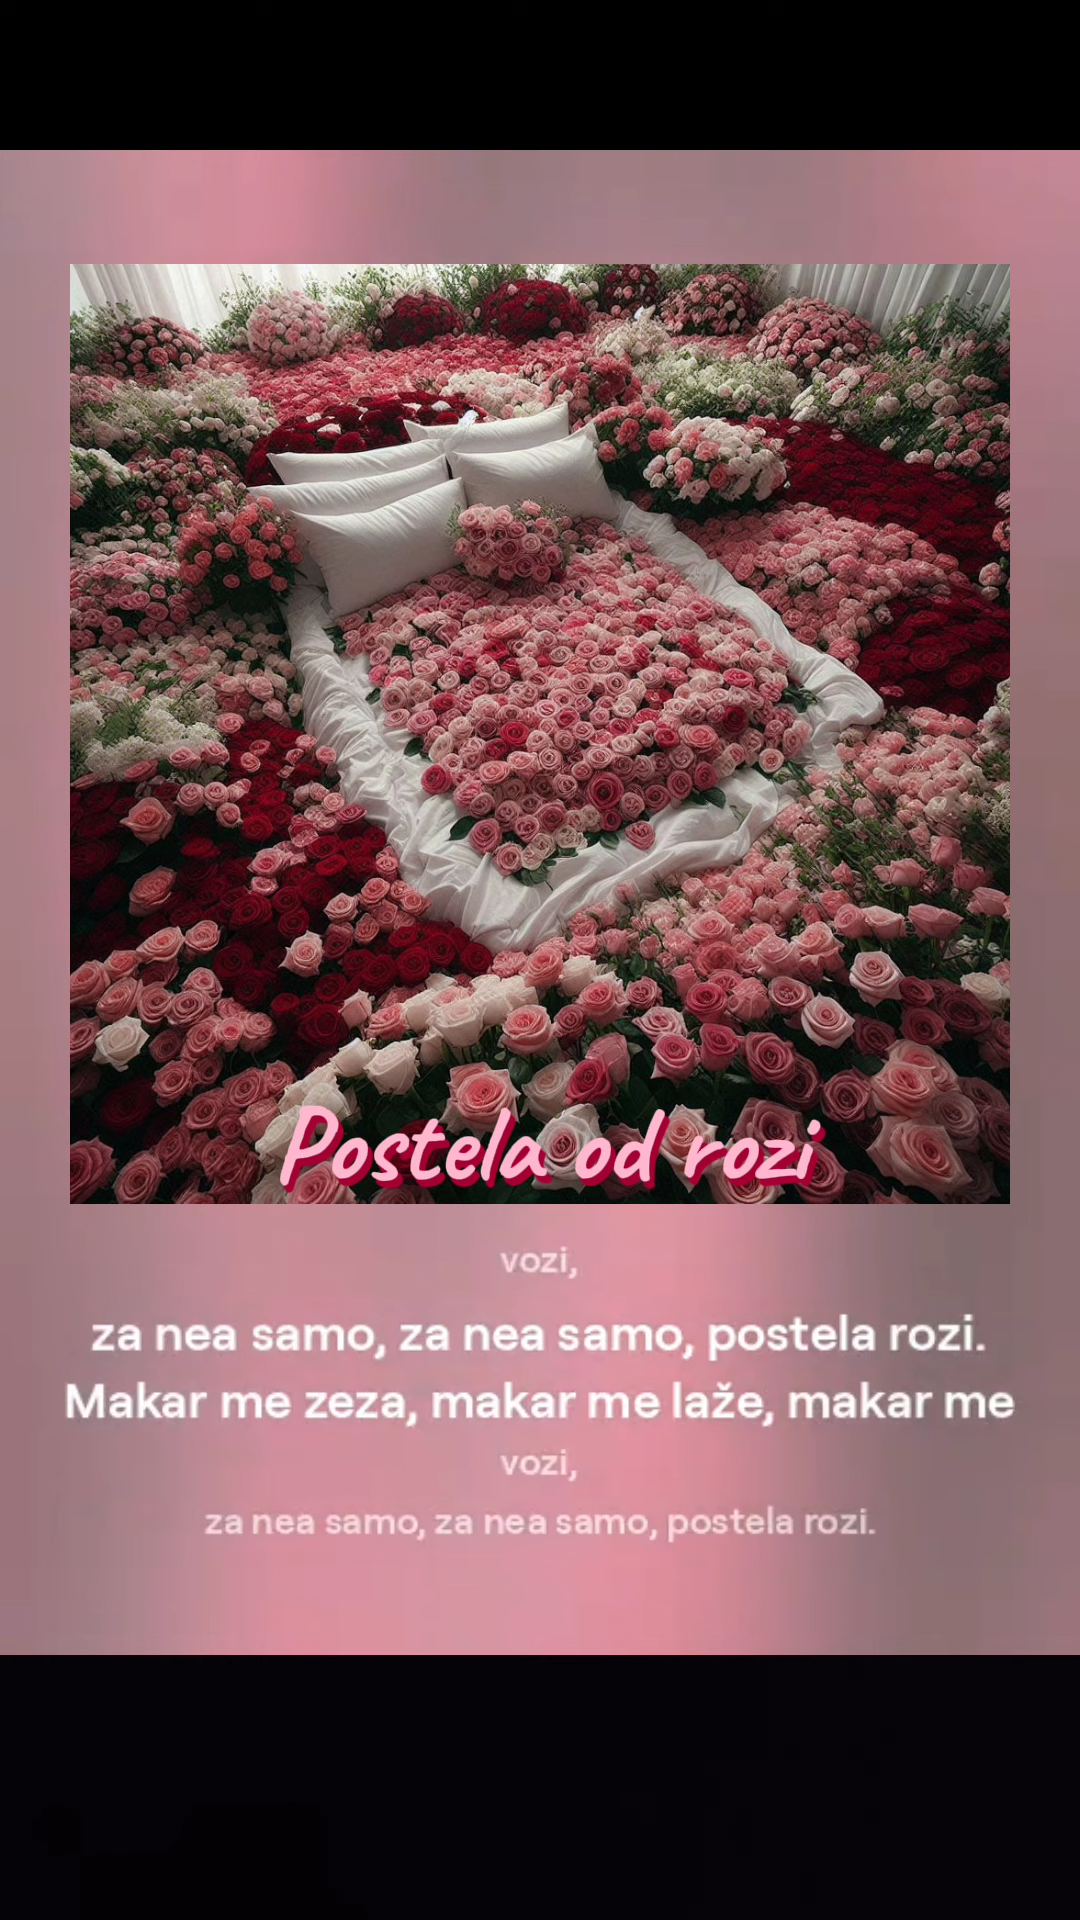 Postela od rozi
vozi,
za nea samo, za nea samo, postela rozi.
Makar me zeza, makar me laže, makar me
vozi,
za nea samo, za nea samo, postela rozi.